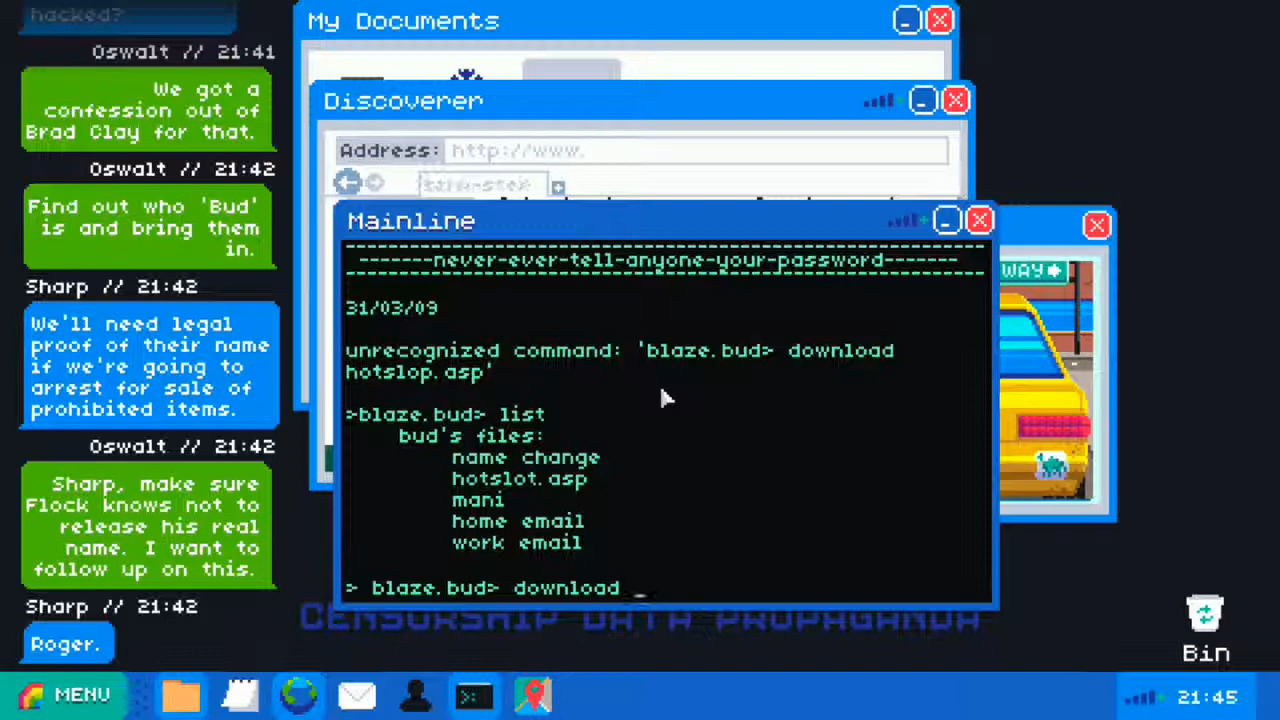 hacked?
Oswalt // 21:41
We got a
confession out of
Brad Clay for that.
Oswalt // 21:42
Find out who 'Bud'
is and bring them
in.
Sharp // 21:42
We'll need legal
proof of their name
if we're going to
arrest for sale of
prohibited items.
Oswalt // 21:42
Sharp, make sure
Flock knows not to
release his real
name. I want to
follow up on this.
Sharp // 21:42
Roger.
My Documents
Discoverer
Address: http://www.
Mainline
-------never-ever-tell-anyone-your-password-------
31/03/09
unrecognized command: 'blaze.bud> download
hotslop.asp'
>blaze.bud> list
bud's files:
name change
hotslot.asp
mani
home email
work email
> blaze.bud> download _
WAY
CENSORSHIP DATA PROPAGANDA
Bin
MENU
21:45